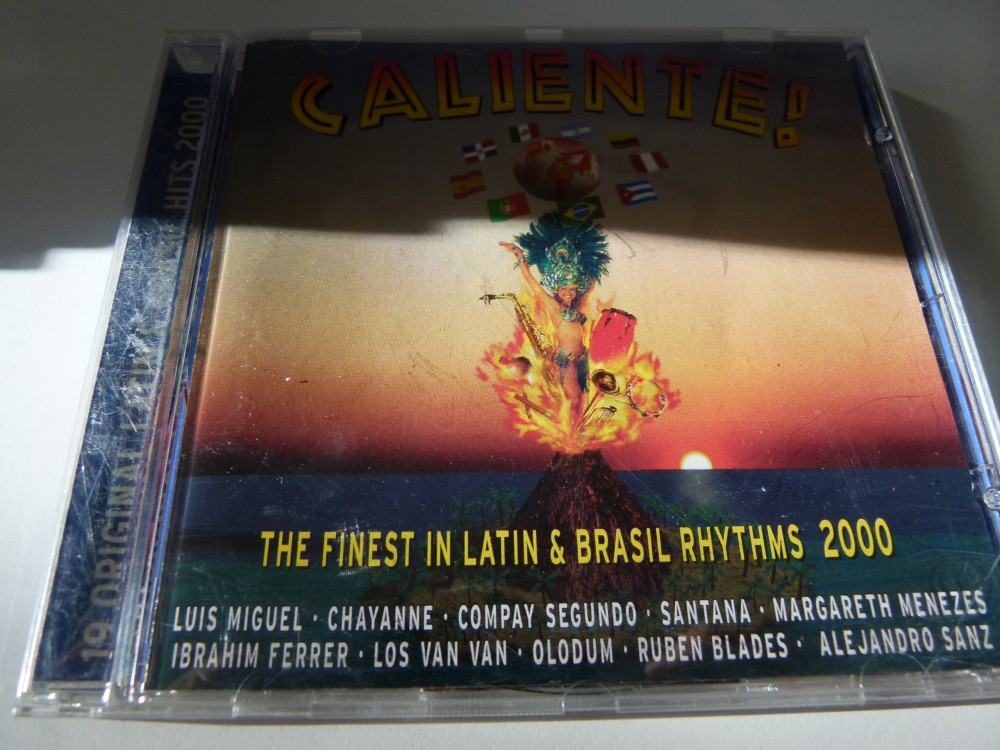 CALIENTE!
THE FINEST IN LATIN & BRASIL RHYTHMS 2000
LUIS MIGUEL · CHAYANNE · COMPAY SEGUNDO · SANTANA · MARGARETH MENEZES
IBRAHIM FERRER · LOS VAN VAN · OLODUM · RUBEN BLADES · ALEJANDRO SANZ
19 ORIGINAL HITS 2000